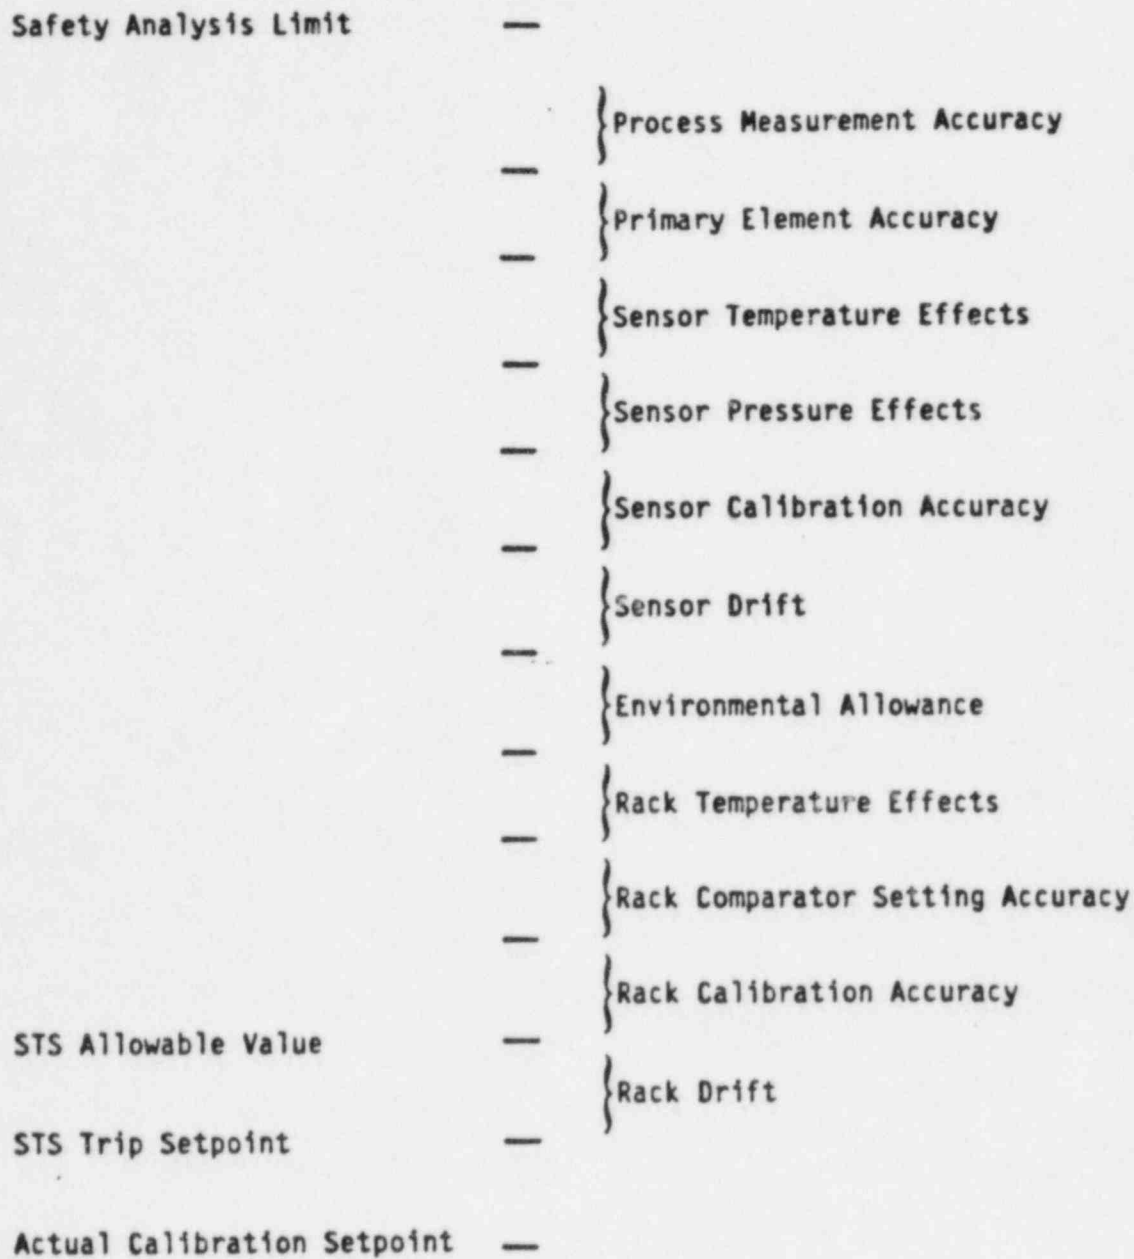 Safety Analysis Limit
Process Measurement Accuracy
Primary Element Accuracy
Sensor Temperature Effects
Sensor Pressure Effects
Sensor Calibration Accuracy
Sensor Drift
Environmental Allowance
Rack Temperature Effects
Rack Comparator Setting Accuracy
Rack Calibration Accuracy
STS Allowable Value
Rack Drift
STS Trip Setpoint
Actual Calibration Setpoint